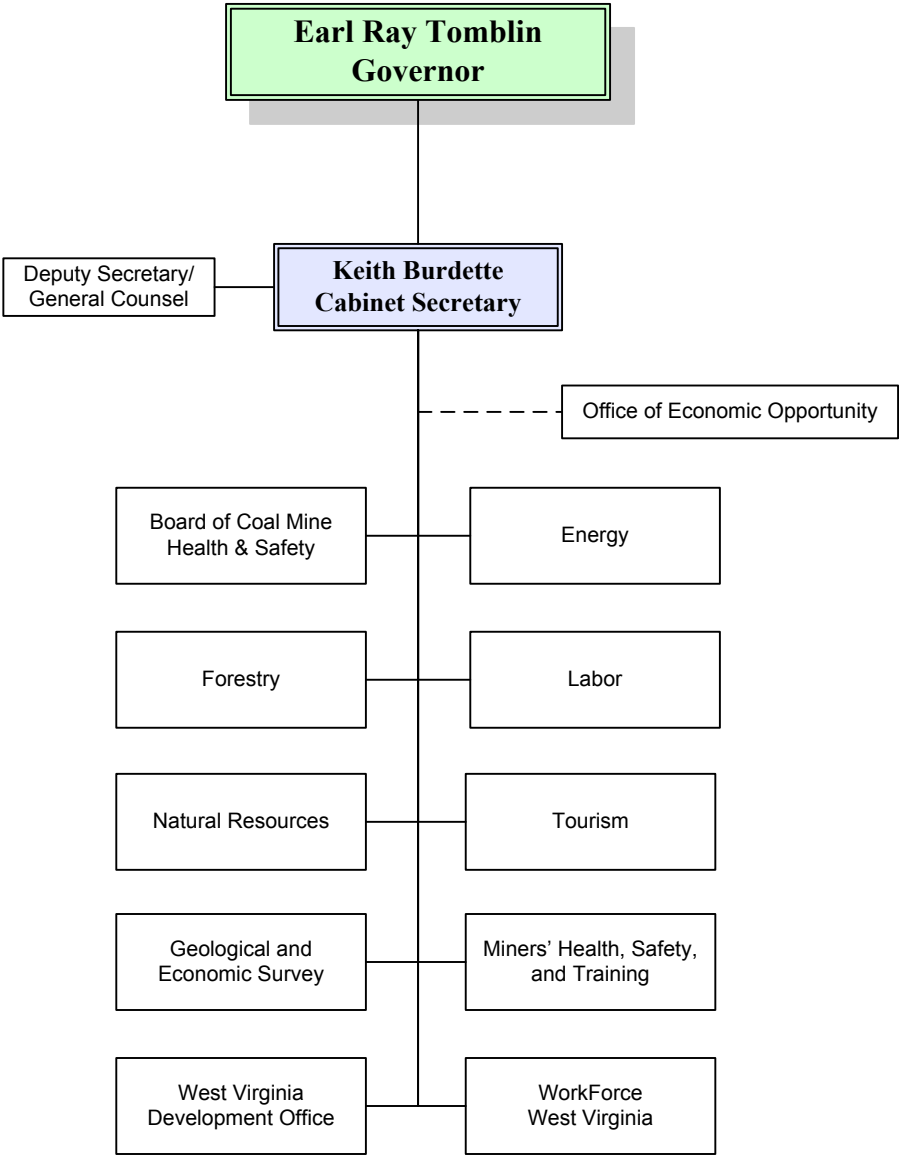 Earl Ray Tomblin
Governor
Keith Burdette
Cabinet Secretary
Deputy Secretary/
General Counsel
Office of Economic Opportunity
Board of Coal Mine
Health & Safety
Energy
Forestry
Labor
Natural Resources
Tourism
Geological and
Economic Survey
Miners’ Health, Safety,
and Training
West Virginia
Development Office
WorkForce
West Virginia